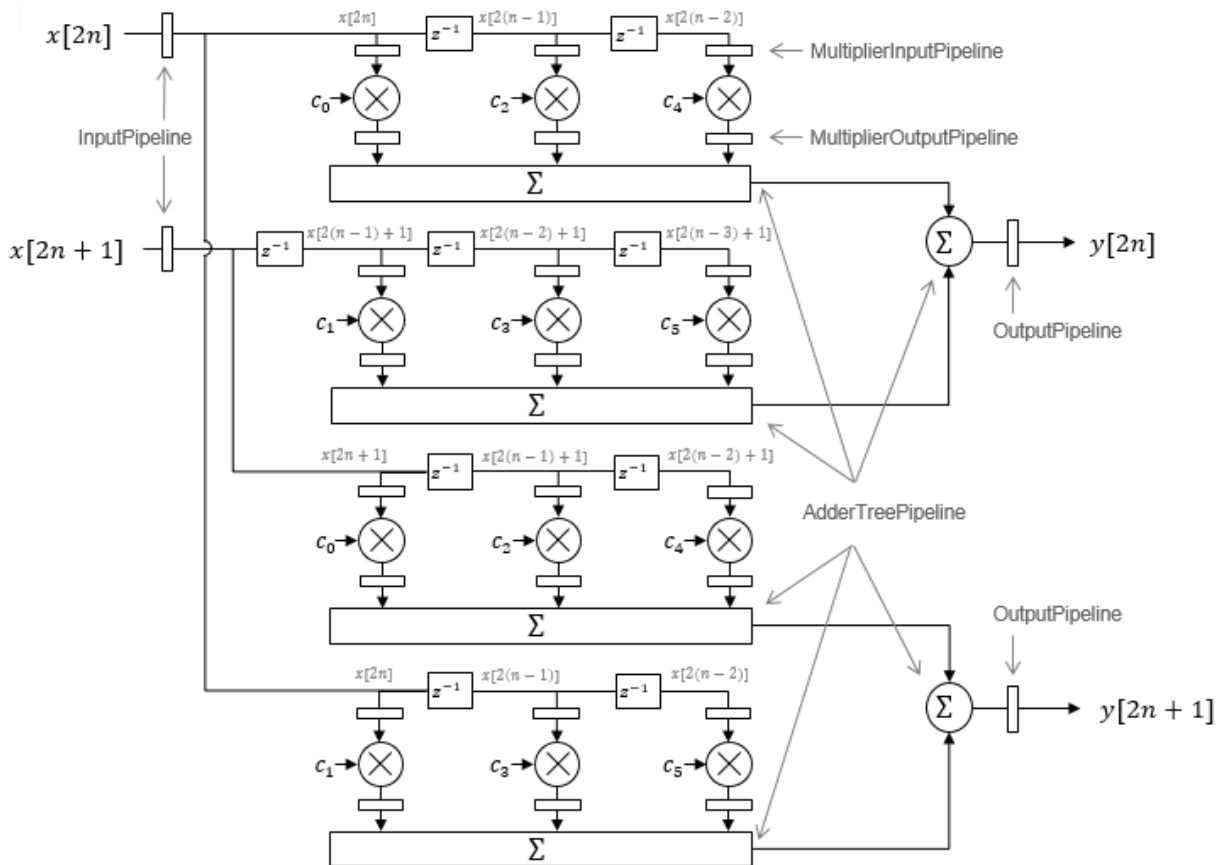 x[2n]
x[2n] z⁻¹ x[2(n − 1)] z⁻¹ x[2(n − 2)]
MultiplierInputPipeline
c₀ c₂ c₄
InputPipeline
MultiplierOutputPipeline
Σ
x[2n + 1]
z⁻¹ x[2(n − 1) + 1] z⁻¹ x[2(n − 2) + 1] z⁻¹ x[2(n − 3) + 1]
Σ
y[2n]
c₁ c₃ c₅
OutputPipeline
Σ
x[2n + 1] z⁻¹ x[2(n − 1) + 1] z⁻¹ x[2(n − 2) + 1]
AdderTreePipeline
c₀ c₂ c₄
Σ
OutputPipeline
x[2n] z⁻¹ x[2(n − 1)] z⁻¹ x[2(n − 2)]
Σ
y[2n + 1]
c₁ c₃ c₅
Σ